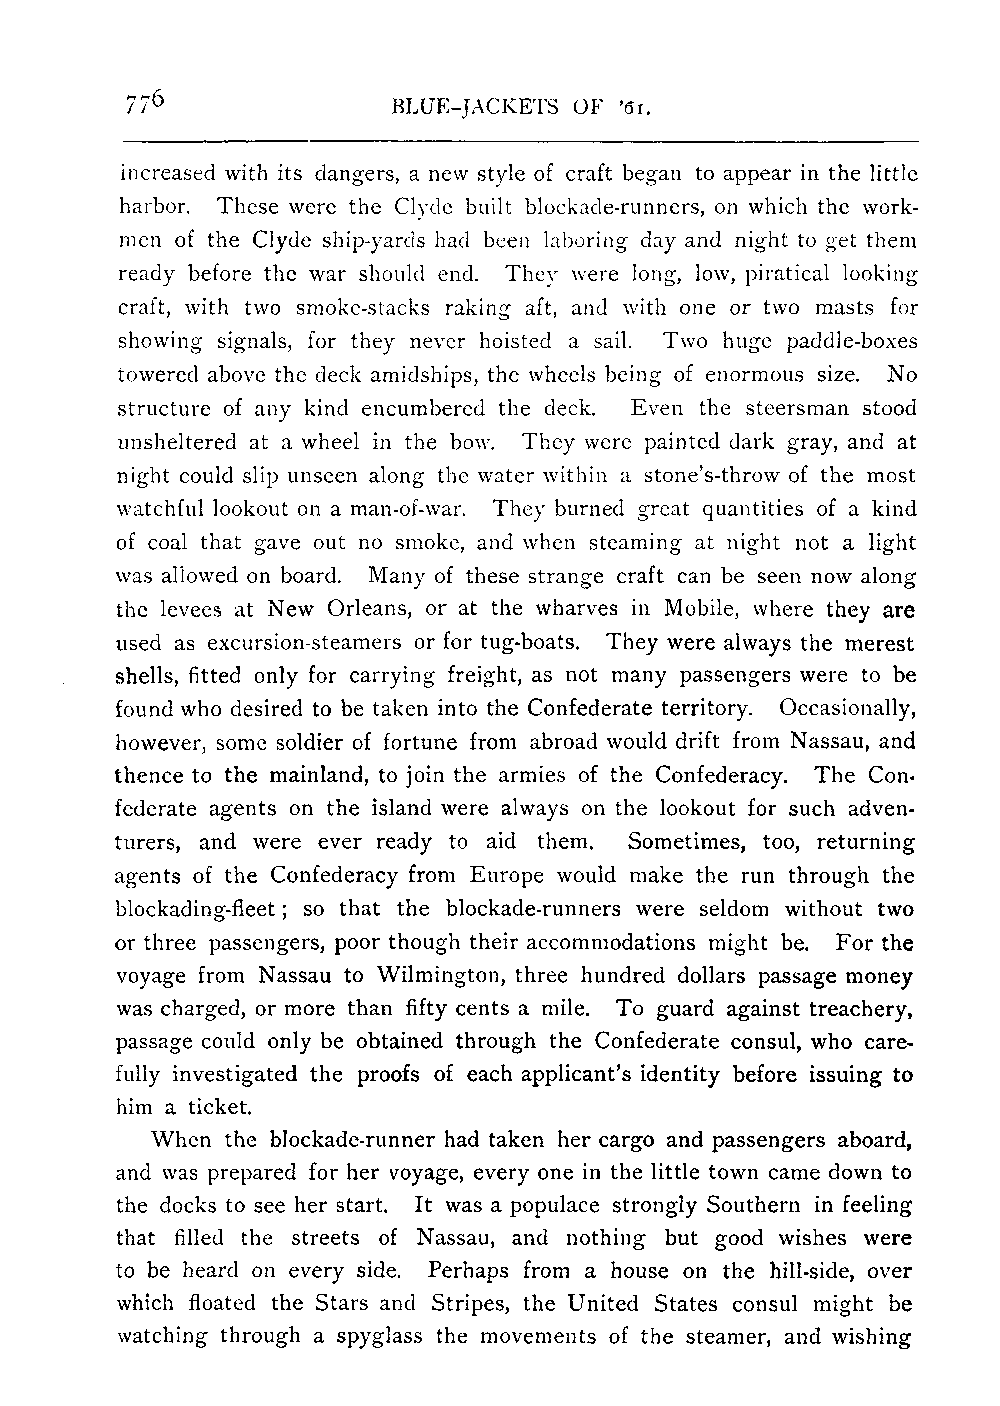 776 BLUE-JACKETS OF ’61.
increased with its dangers, a new style of craft began to appear in the little
harbor. These were the Clyde built blockade-runners, on which the work-
men of the Clyde ship-yards had been laboring day and night to get them
ready before the war should end. They were long, low, piratical looking
craft, with two smoke-stacks raking aft, and with one or two masts for
showing signals, for they never hoisted a sail. Two huge paddle-boxes
towered above the deck amidships, the wheels being of enormous size. No
structure of any kind encumbered the deck. Even the steersman stood
unsheltered at a wheel in the bow. They were painted dark gray, and at
night could slip unseen along the water within a stone’s-throw of the most
watchful lookout on a man-of-war. They burned great quantities of a kind
of coal that gave out no smoke, and when steaming at night not a light
was allowed on board. Many of these strange craft can be seen now along
the levees at New Orleans, or at the wharves in Mobile, where they are
used as excursion-steamers or for tug-boats. They were always the merest
shells, fitted only for carrying freight, as not many passengers were to be
found who desired to be taken into the Confederate territory. Occasionally,
however, some soldier of fortune from abroad would drift from Nassau, and
thence to the mainland, to join the armies of the Confederacy. The Con-
federate agents on the island were always on the lookout for such adven-
turers, and were ever ready to aid them. Sometimes, too, returning
agents of the Confederacy from Europe would make the run through the
blockading-fleet; so that the blockade-runners were seldom without two
or three passengers, poor though their accommodations might be. For the
voyage from Nassau to Wilmington, three hundred dollars passage money
was charged, or more than fifty cents a mile. To guard against treachery,
passage could only be obtained through the Confederate consul, who care-
fully investigated the proofs of each applicant’s identity before issuing to
him a ticket.
When the blockade-runner had taken her cargo and passengers aboard,
and was prepared for her voyage, every one in the little town came down to
the docks to see her start. It was a populace strongly Southern in feeling
that filled the streets of Nassau, and nothing but good wishes were
to be heard on every side. Perhaps from a house on the hill-side, over
which floated the Stars and Stripes, the United States consul might be
watching through a spyglass the movements of the steamer, and wishing